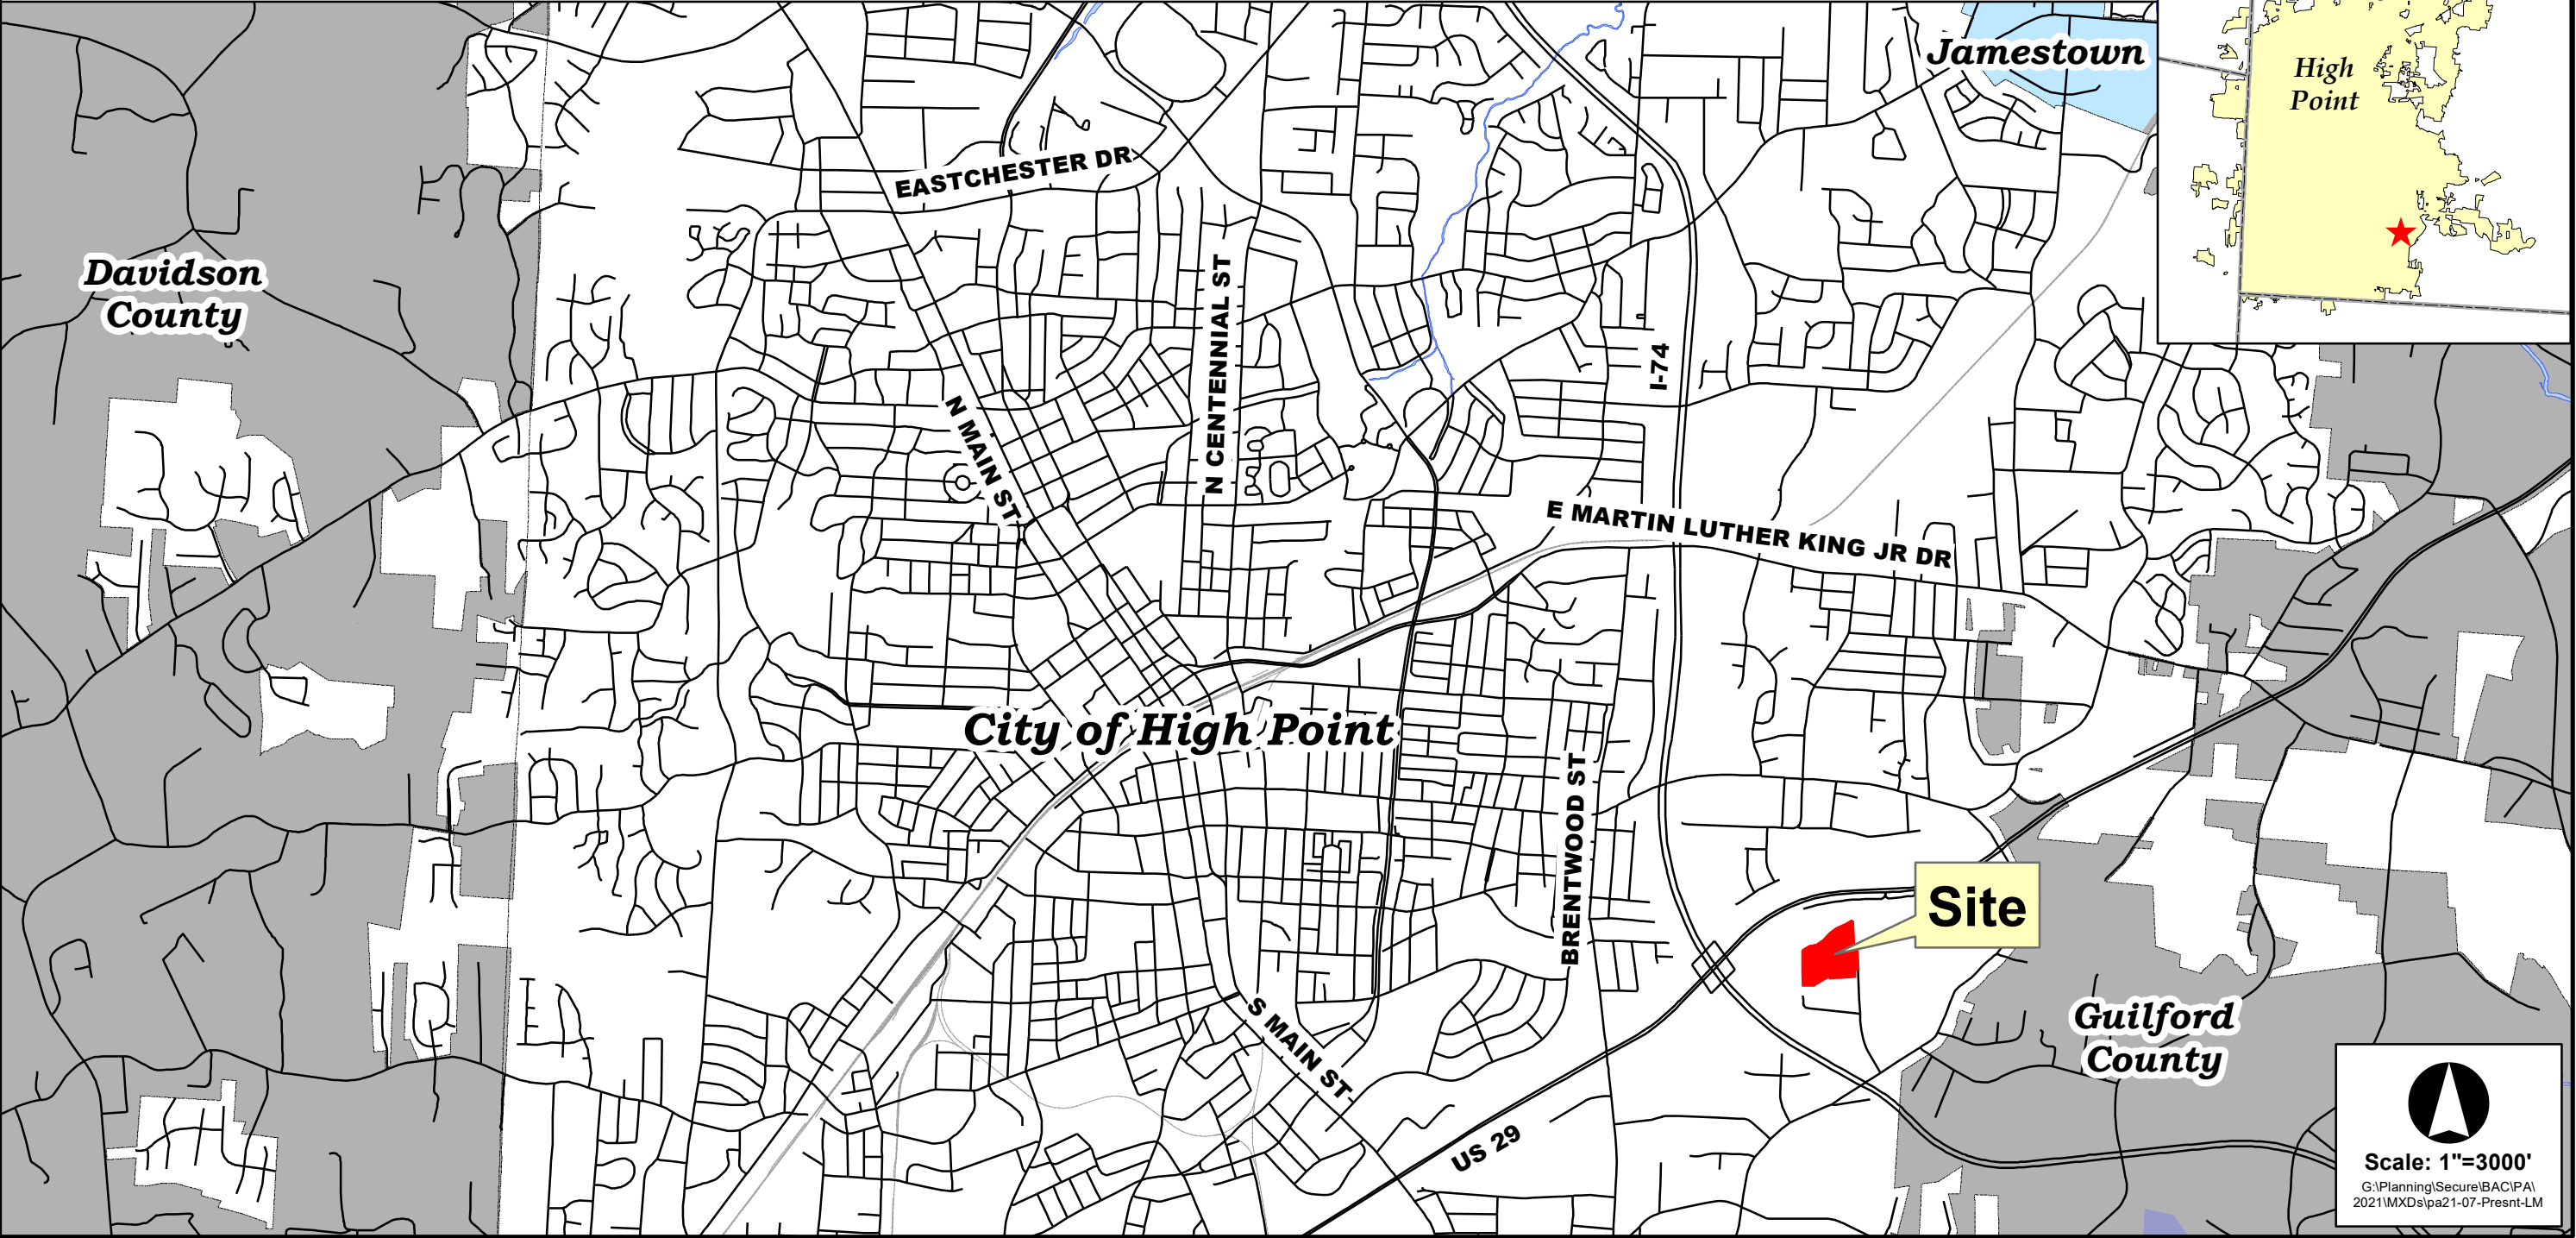 Jamestown
High
Point
EASTCHESTER DR
Davidson
County
N CENTENNIAL ST
I-74
N MAIN ST
E MARTIN LUTHER KING JR DR
City of High Point
BRENTWOOD ST
Site
S MAIN ST
Guilford
County
US 29
Scale: 1"=3000'
G:\Planning\Secure\BAC\PA\
2021\MXDs\pa21-07-Presnt-LM